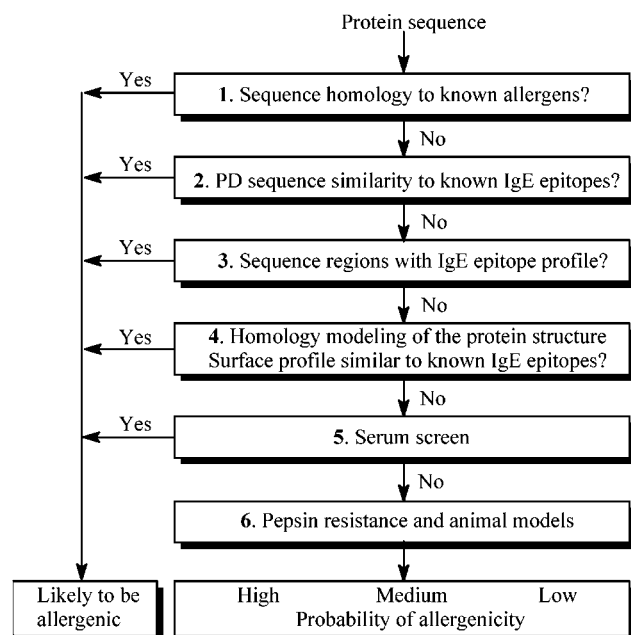 Protein sequence
Yes
1. Sequence homology to known allergens?
No
Yes
2. PD sequence similarity to known IgE epitopes?
No
Yes
3. Sequence regions with IgE epitope profile?
No
Yes
4. Homology modeling of the protein structure
Surface profile similar to known IgE epitopes?
No
Yes
5. Serum screen
No
6. Pepsin resistance and animal models
Likely to be
allergenic
High Medium Low
Probability of allergenicity